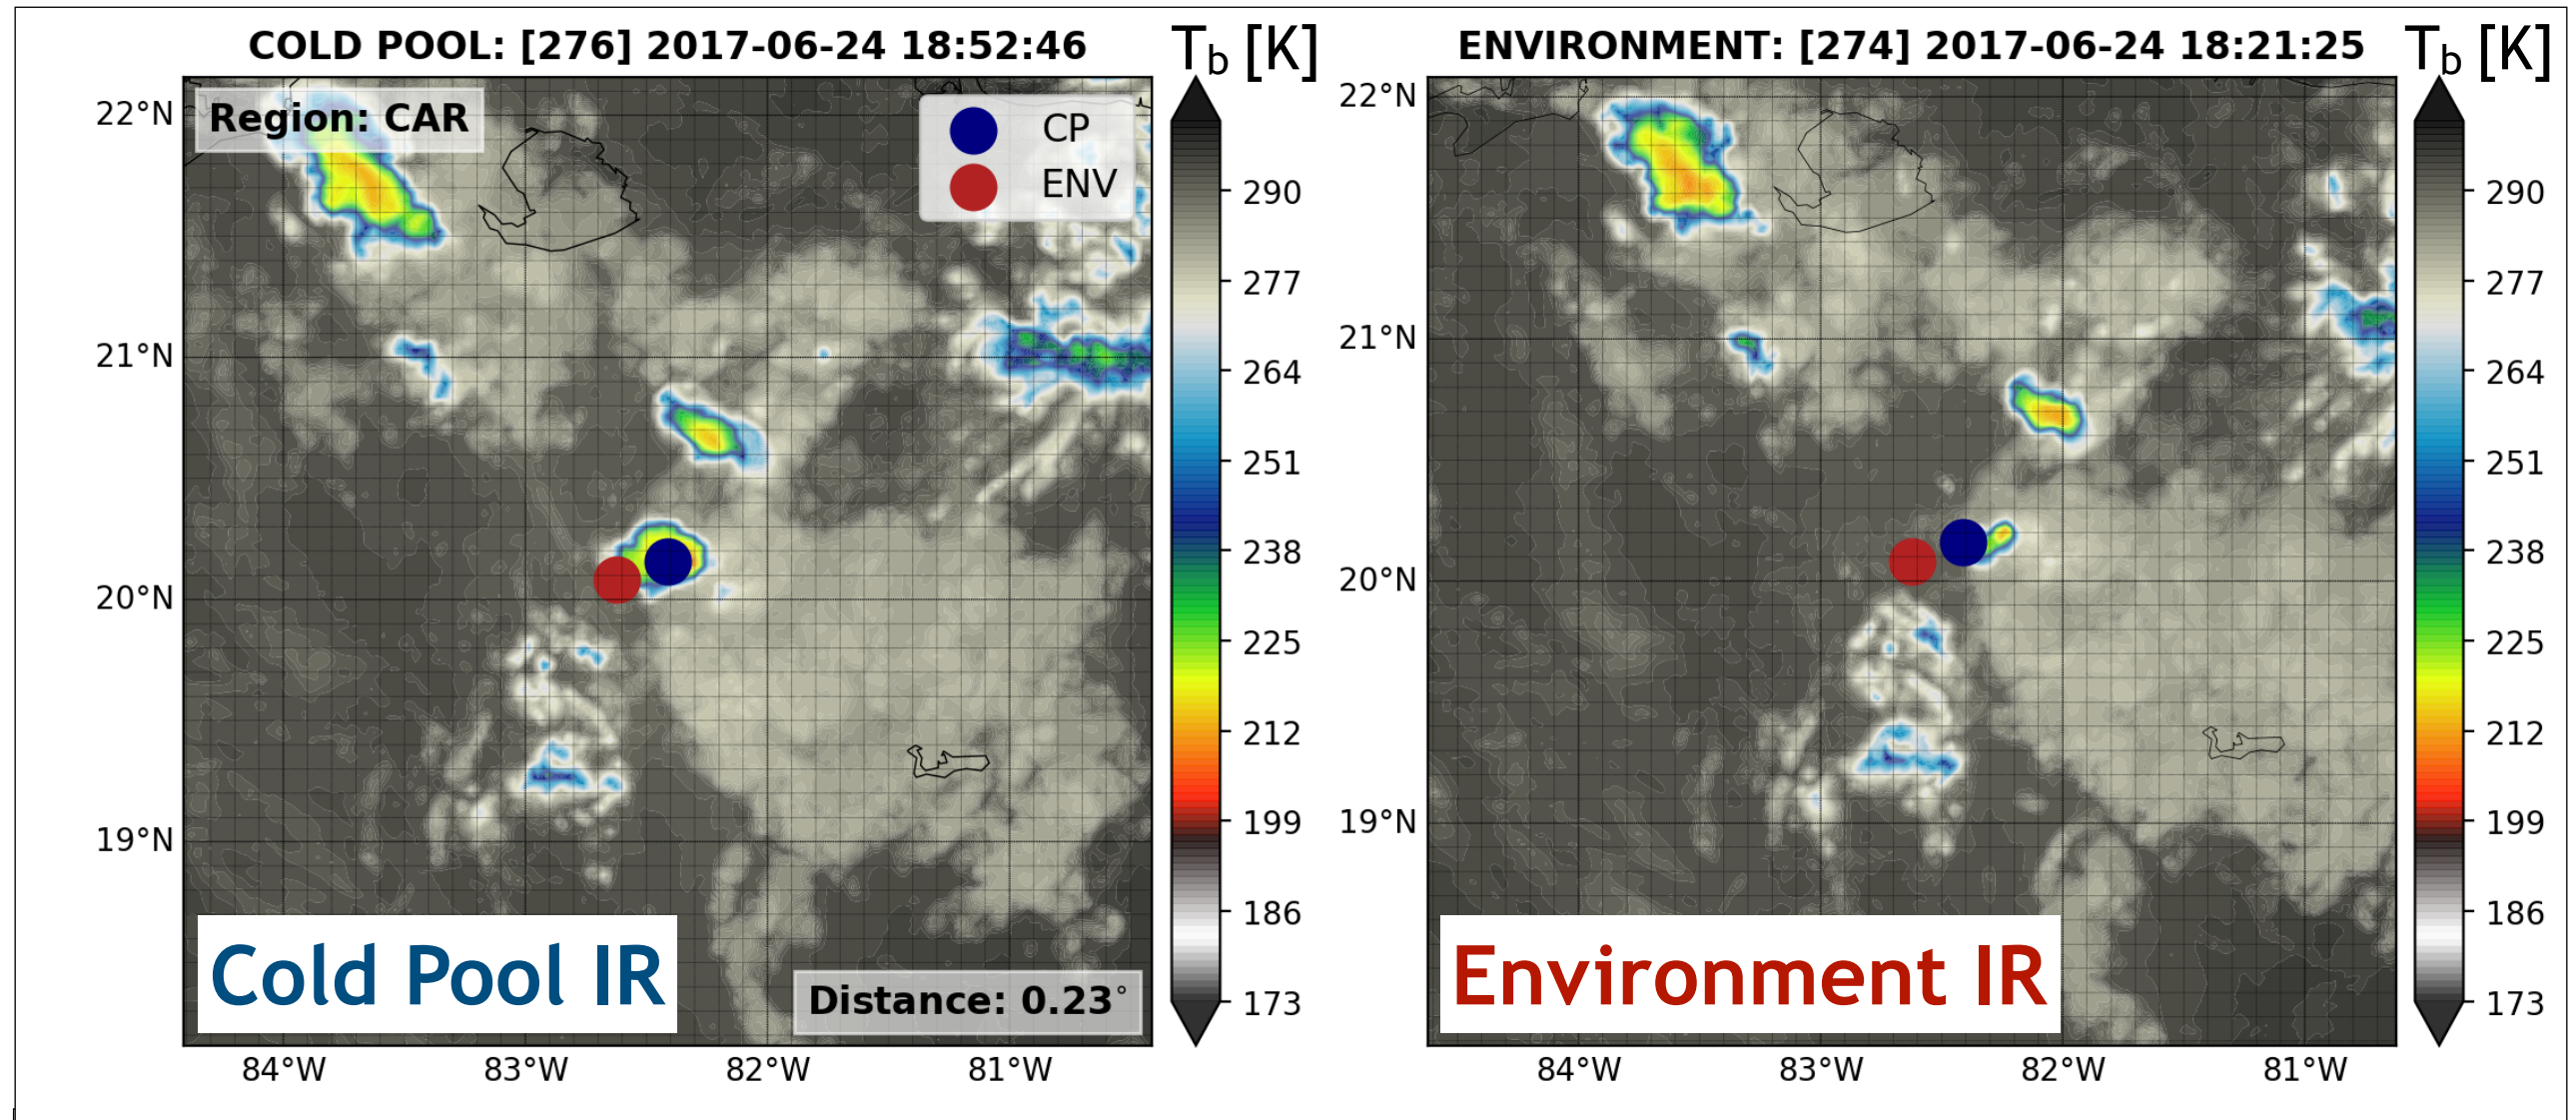 COLD POOL: [276] 2017-06-24 18:52:46
Tb [K]
Region: CAR
CP
ENV
22°N
21°N
20°N
19°N
84°W
83°W
82°W
81°W
290
277
264
251
238
225
212
199
186
173
Cold Pool IR
Distance: 0.23°
ENVIRONMENT: [274] 2017-06-24 18:21:25
Tb [K]
22°N
21°N
20°N
19°N
84°W
83°W
82°W
81°W
290
277
264
251
238
225
212
199
186
173
Environment IR